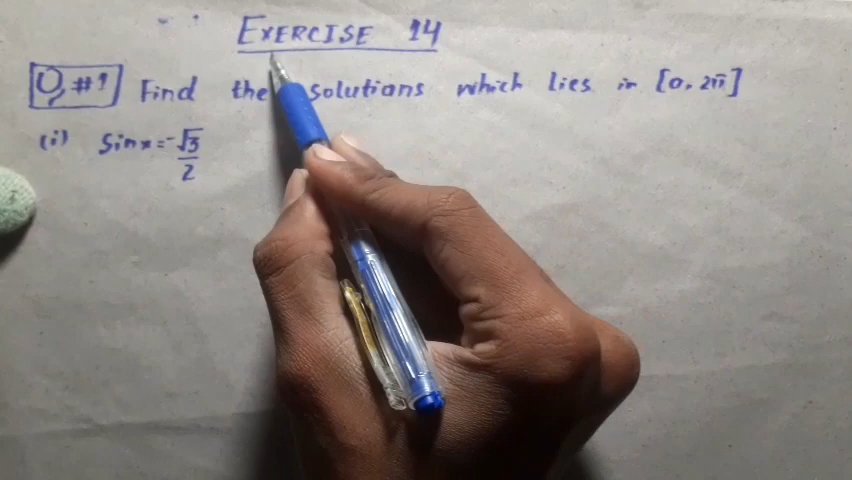 EXERCISE 14
Q#1 Find the solutions which lies in [0, 2π]
(i) Sinx = -√3/2